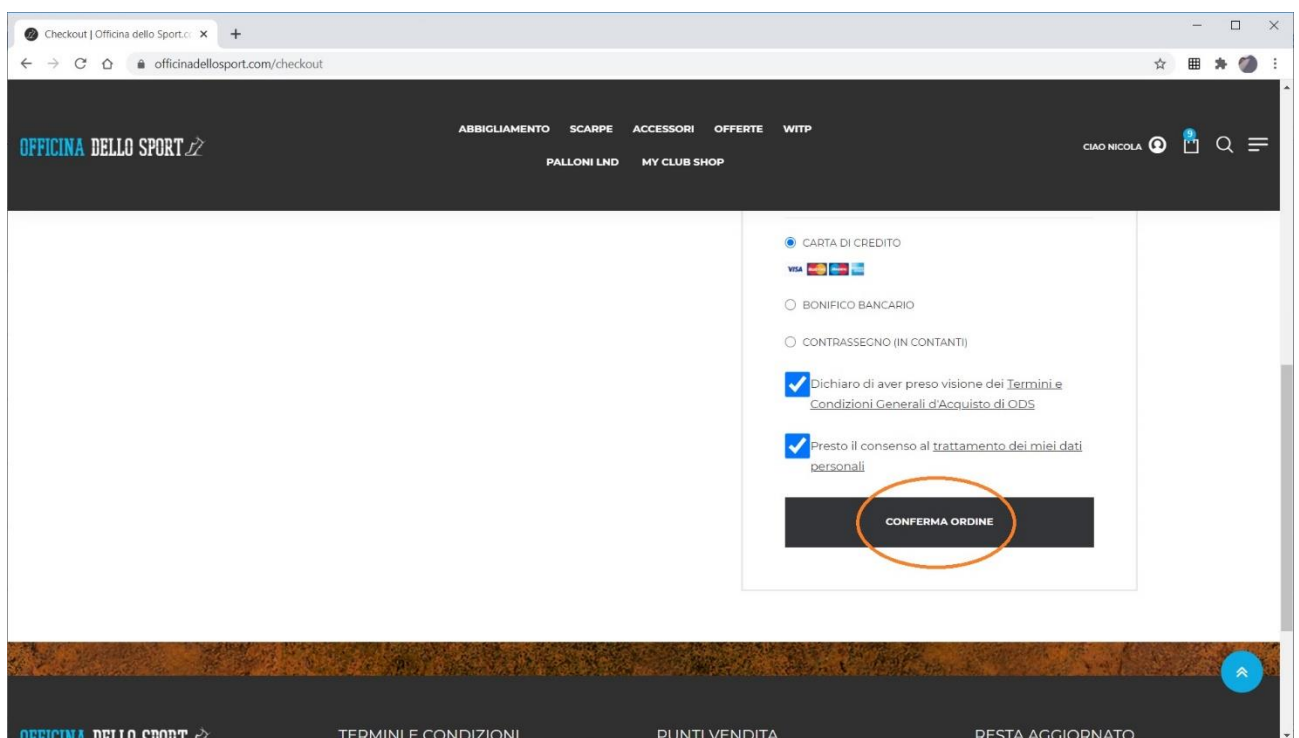 Checkout | Officina dello Sport.c
officinadellosport.com/checkout
OFFICINA DELLO SPORT
ABBIGLIAMENTO SCARPE ACCESSORI OFFERTE WITP
PALLONI LND MY CLUB SHOP
CIAO NICOLA
9
CARTA DI CREDITO
VISA
BONIFICO BANCARIO
CONTRASSEGNO (IN CONTANTI)
Dichiaro di aver preso visione dei Termini e
Condizioni Generali d'Acquisto di ODS
Presto il consenso al trattamento dei miei dati
personali
CONFERMA ORDINE
OFFICINA DELLO SPORT
TERMINI E CONDIZIONI
PUNTI VENDITA
RESTA AGGIORNATO